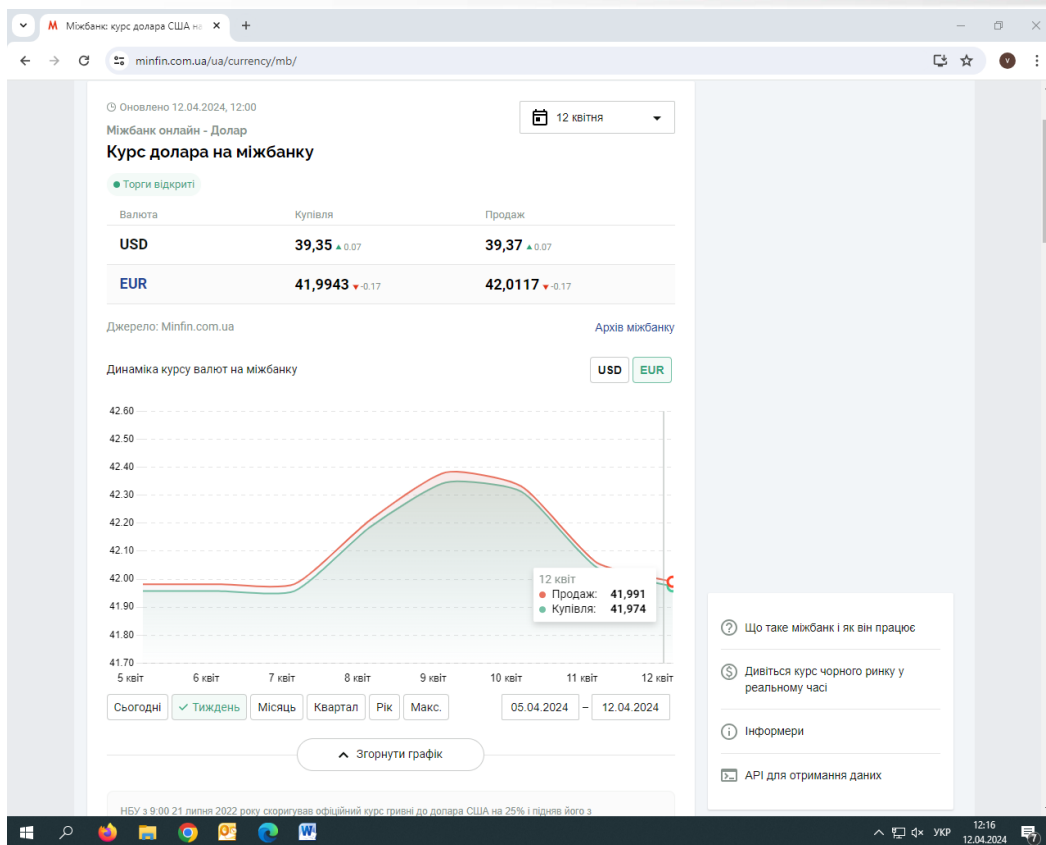 Міжбанк: курс долара США на
minfin.com.ua/ua/currency/mb/
V
Оновлено 12.04.2024, 12:00
12 квітня
Міжбанк онлайн - Долар
Курс долара на міжбанку
Торги відкриті
Валюта Купівля Продаж
USD 39,35 0.07 39,37 0.07
EUR 41,9943 -0.17 42,0117 -0.17
Джерело: Minfin.com.ua Архів міжбанку
Динаміка курсу валют на міжбанку USD EUR
42.60
42.50
42.40
42.30
42.20
42.10
42.00
41.90
41.80
41.70
12 квіт
Продаж: 41,991
Купівля: 41,974
5 квіт 6 квіт 7 квіт 8 квіт 9 квіт 10 квіт 11 квіт 12 квіт
Сьогодні Тиждень Місяць Квартал Рік Макс. 05.04.2024 – 12.04.2024
Згорнути графік
НБУ з 9:00 21 липня 2022 року скоригував офіційний курс гривні до долара США на 25% і підняв його з
Що таке міжбанк і як він працює
Дивіться курс чорного ринку у
реальному часі
Інформери
API для отримання даних
УКР
12:16
12.04.2024
7